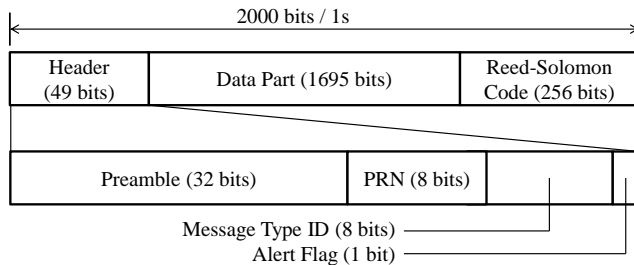 2000 bits / 1s
Header
(49 bits)
Data Part (1695 bits)
Reed-Solomon
Code (256 bits)
Preamble (32 bits)
PRN (8 bits)
Message Type ID (8 bits)
Alert Flag (1 bit)